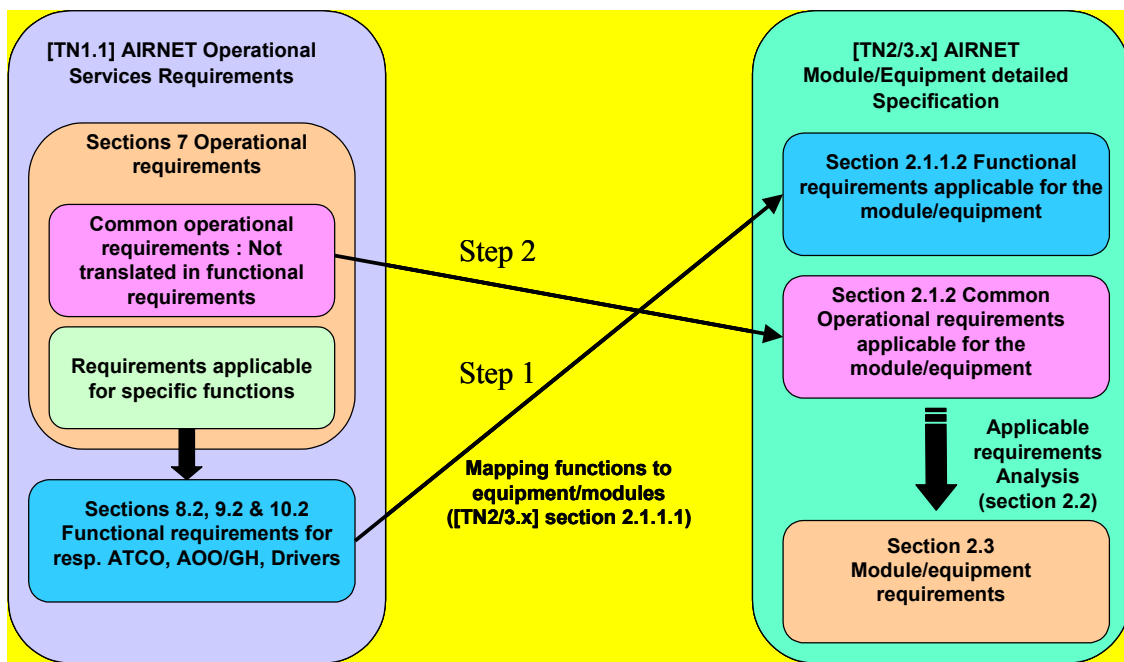 [TN1.1] AIRNET Operational
Services Requirements
Sections 7 Operational
requirements
Common operational
requirements : Not
translated in functional
requirements
Requirements applicable
for specific functions
Sections 8.2, 9.2 & 10.2
Functional requirements for
resp. ATCO, AOO/GH, Drivers
Step 2
Step 1
Mapping functions to
equipment/modules
([TN2/3.x] section 2.1.1.1)
[TN2/3.x] AIRNET
Module/Equipment detailed
Specification
Section 2.1.1.2 Functional
requirements applicable for the
module/equipment
Section 2.1.2 Common
Operational requirements
applicable for the
module/equipment
Applicable
requirements
Analysis
(section 2.2)
Section 2.3
Module/equipment
requirements